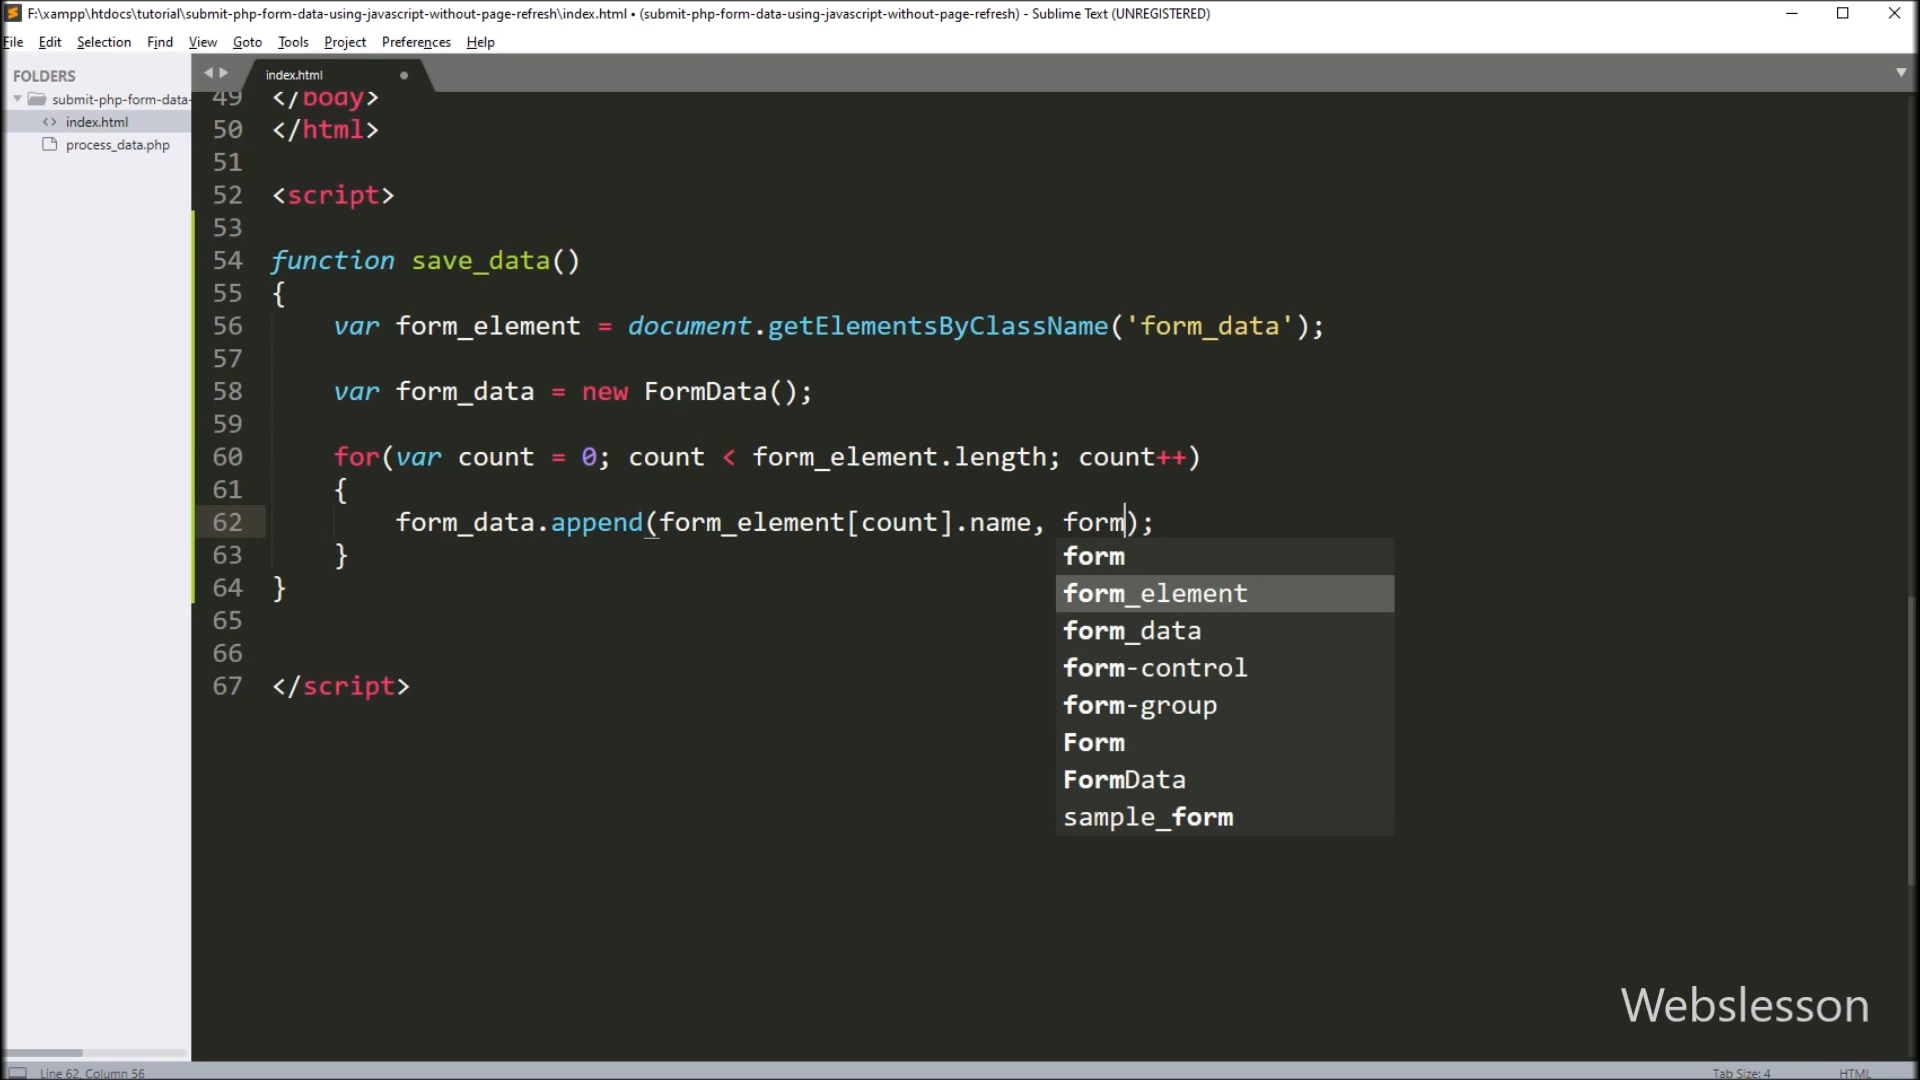 F:\xampp\htdocs\tutorial\submit-php-form-data-using-javascript-without-page-refresh\index.html • (submit-php-form-data-using-javascript-without-page-refresh) - Sublime Text (UNREGISTERED)
File Edit Selection Find View Goto Tools Project Preferences Help
FOLDERS
submit-php-form-data-
index.html
process_data.php
index.html
49 </body>
50 </html>
51
52 <script>
53
54 function save_data()
55 {
56 var form_element = document.getElementsByClassName('form_data');
57
58 var form_data = new FormData();
59
60 for(var count = 0; count < form_element.length; count++)
61 {
62 form_data.append(form_element[count].name, form);
63 }
64 }
65
66
67 </script>
form
form_element
form_data
form-control
form-group
Form
FormData
sample_form
Webslesson
Line 62, Column 56 Tab Size: 4 HTML